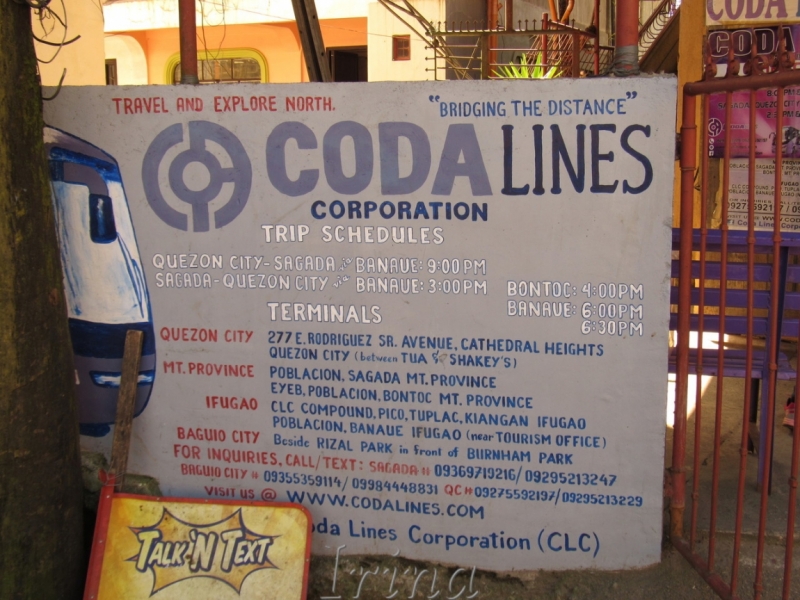 TRAVEL AND EXPLORE NORTH.
"BRIDGING THE DISTANCE"
CODA LINES
CORPORATION
TRIP SCHEDULES
QUEZON CITY-SAGADA BANAUE: 9:00PM
SAGADA-QUEZON CITY BANAUE: 3:00PM
BONTOC: 4:00PM
BANAUE: 6:00PM
6:30PM
TERMINALS
QUEZON CITY 277 E. RODRIGUEZ SR. AVENUE, CATHEDRAL HEIGHTS
QUEZON CITY (between TUA & SHAKEY'S)
MT. PROVINCE POBLACION, SAGADA MT. PROVINCE
EYEB, POBLACION, BONTOC MT. PROVINCE
IFUGAO CLC COMPOUND, PICO, TUPLAC, KIANGAN IFUGAO
POBLACION, BANAUE IFUGAO (near TOURISM OFFICE)
BAGUIO CITY Beside RIZAL PARK in front of BURNHAM PARK
FOR INQUIRIES, CALL/TEXT: SAGADA # 09369719216/09295213247
BAGUIO CITY # 09355359114/09984448831 QC # 09275592197/09295213229
VISIT US @ WWW.CODALINES.COM
oda Lines Corporation (CLC)
TALK 'N TEXT
CODA
Irina